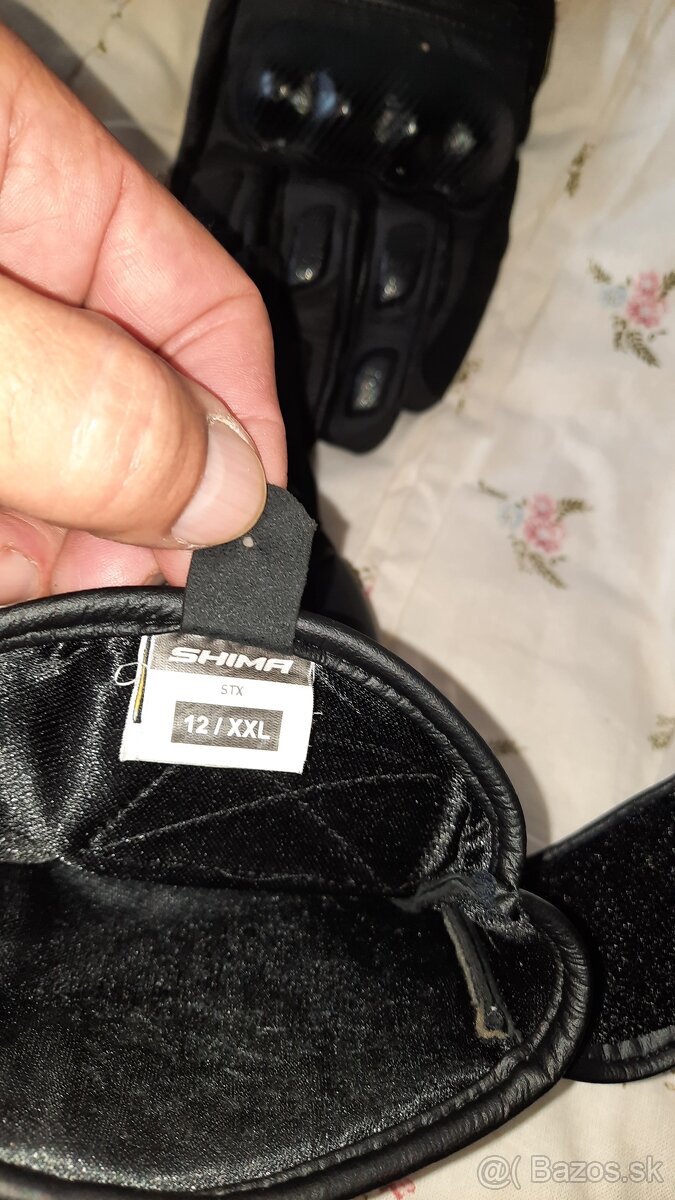 SHIMA
STX
12 / XXL
@( Bazos.sk